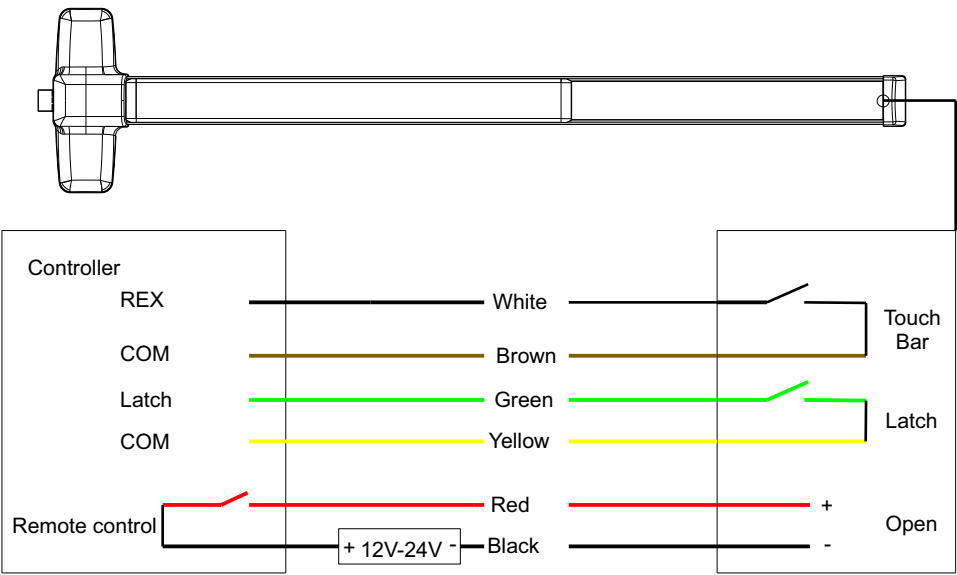 Controller
REX White
Touch
Bar
COM Brown
Latch Green
Latch
COM Yellow
Red +
Remote control Open
+ 12V-24V - Black -